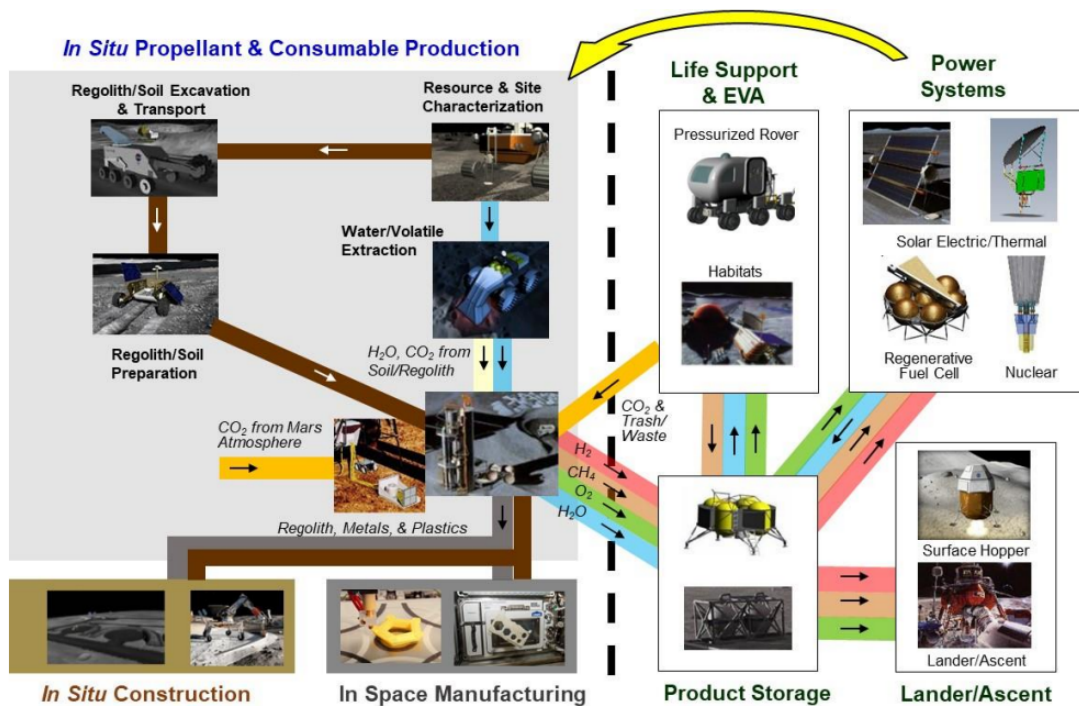 In Situ Propellant & Consumable Production
Regolith/Soil Excavation
& Transport
Resource & Site
Characterization
Water/Volatile
Extraction
Regolith/Soil
Preparation
H2O, CO2 from
Soil/Regolith
CO2 from Mars
Atmosphere
Regolith, Metals, & Plastics
CO2 &
Trash/
Waste
H2
CH4
O2
H2O
Life Support
& EVA
Pressurized Rover
Habitats
Power
Systems
Solar Electric/Thermal
Regenerative
Fuel Cell
Nuclear
Surface Hopper
Lander/Ascent
In Situ Construction
In Space Manufacturing
Product Storage
Lander/Ascent